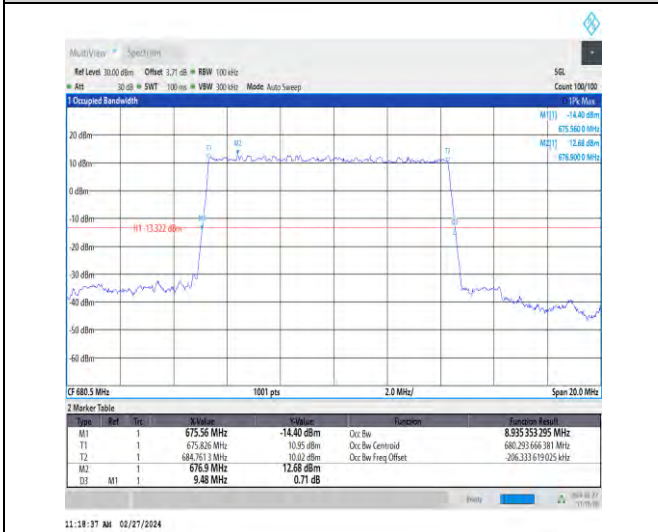 MultiView Spectrum
Ref Level 30.00 dBm Offset 3.71 dB RBW 100 kHz SGL
Att 30 dB SWT 100 ms VBW 300 kHz Mode Auto Sweep Count 100/100
1 Occupied Bandwidth 1Pk Max
M1[1] -14.40 dBm
675.560 0 MHz
M2[1] 12.68 dBm
676.900 0 MHz
20 dBm
T1 M2 T2
10 dBm
0 dBm
-10 dBm
H1 -13.322 dBm
-20 dBm
-30 dBm
-40 dBm
-50 dBm
-60 dBm
CF 680.5 MHz 1001 pts 2.0 MHz/ Span 20.0 MHz
2 Marker Table
Type Ref Trc X-Value Y-Value Function Function Result
M1 1 675.56 MHz -14.40 dBm Occ Bw 8.935 353 295 MHz
T1 1 675.826 MHz 10.95 dBm Occ Bw Centroid 680.293 666 381 MHz
T2 1 684.761 3 MHz 10.02 dBm Occ Bw Freq Offset -206.333 619 025 kHz
M2 1 676.9 MHz 12.68 dBm
D3 M1 1 9.48 MHz 0.71 dB
11:18:37 AM 02/27/2024